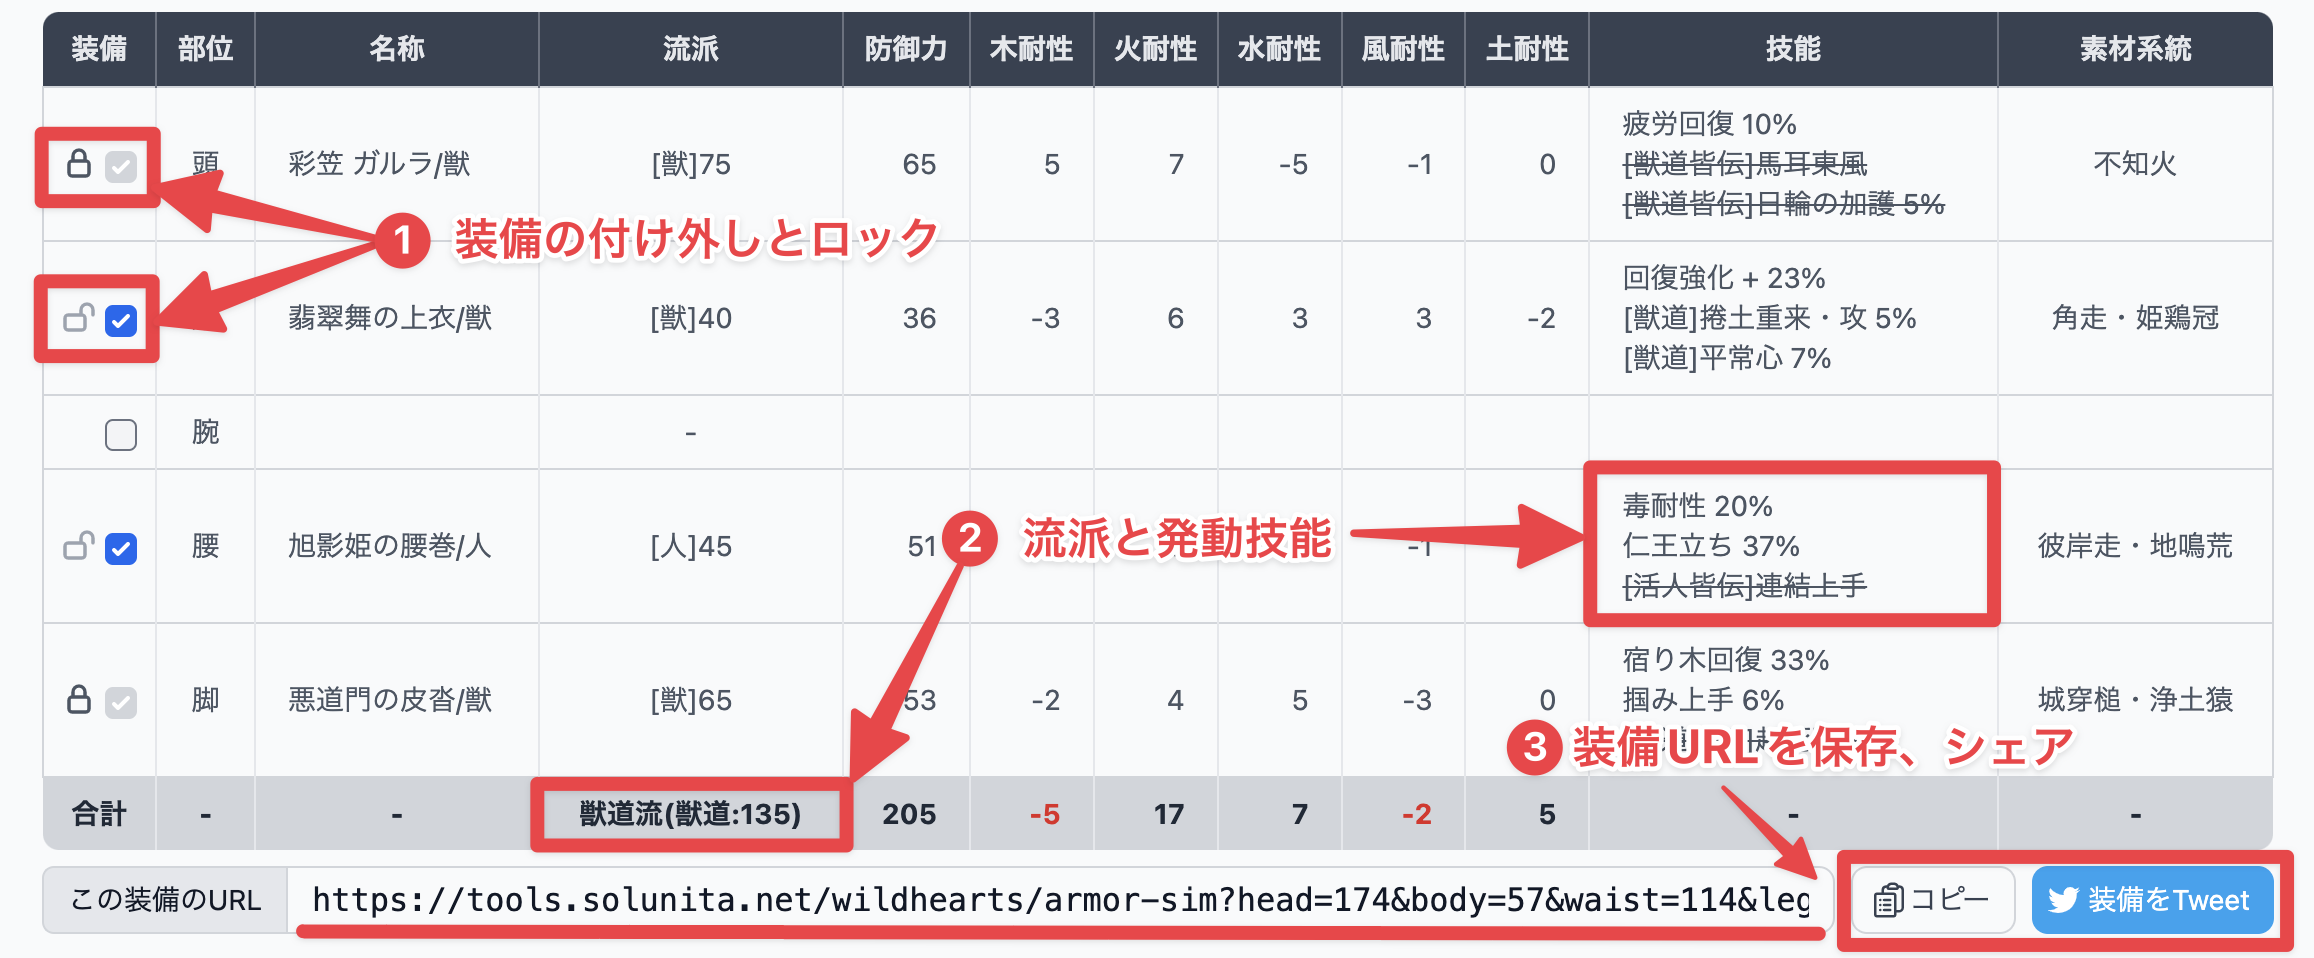 装備 部位 名称 流派 防御力 木耐性 火耐性 水耐性 風耐性 土耐性 技能 素材系統
頭 彩笠 ガルラ/獣 [獣]75 65 5 7 -5 -1 0 疲労回復 10% 不知火
[獣道皆伝]馬耳東風
[獣道皆伝]日輪の加護 5%
1 装備の付け外しとロック
翡翠舞の上衣/獣 [獣]40 36 -3 6 3 3 -2 回復強化 + 23% 角走・姫鶏冠
[獣道]捲土重来・攻 5%
[獣道]平常心 7%
腕 -
腰 旭影姫の腰巻/人 [人]45 51 -1 毒耐性 20% 彼岸走・地鳴荒
仁王立ち 37%
[活人皆伝]連結上手
2 流派と発動技能
脚 悪道門の皮沓/獣 [獣]65 53 -2 4 5 -3 0 宿り木回復 33% 城穿槌・浄土猿
掴み上手 6%
3 装備URLを保存、シェア
合計 - - 獣道流(獣道:135) 205 -5 17 7 -2 5 - -
この装備のURL https://tools.solunita.net/wildhearts/armor-sim?head=174&body=57&waist=114&leg コピー 装備をTweet